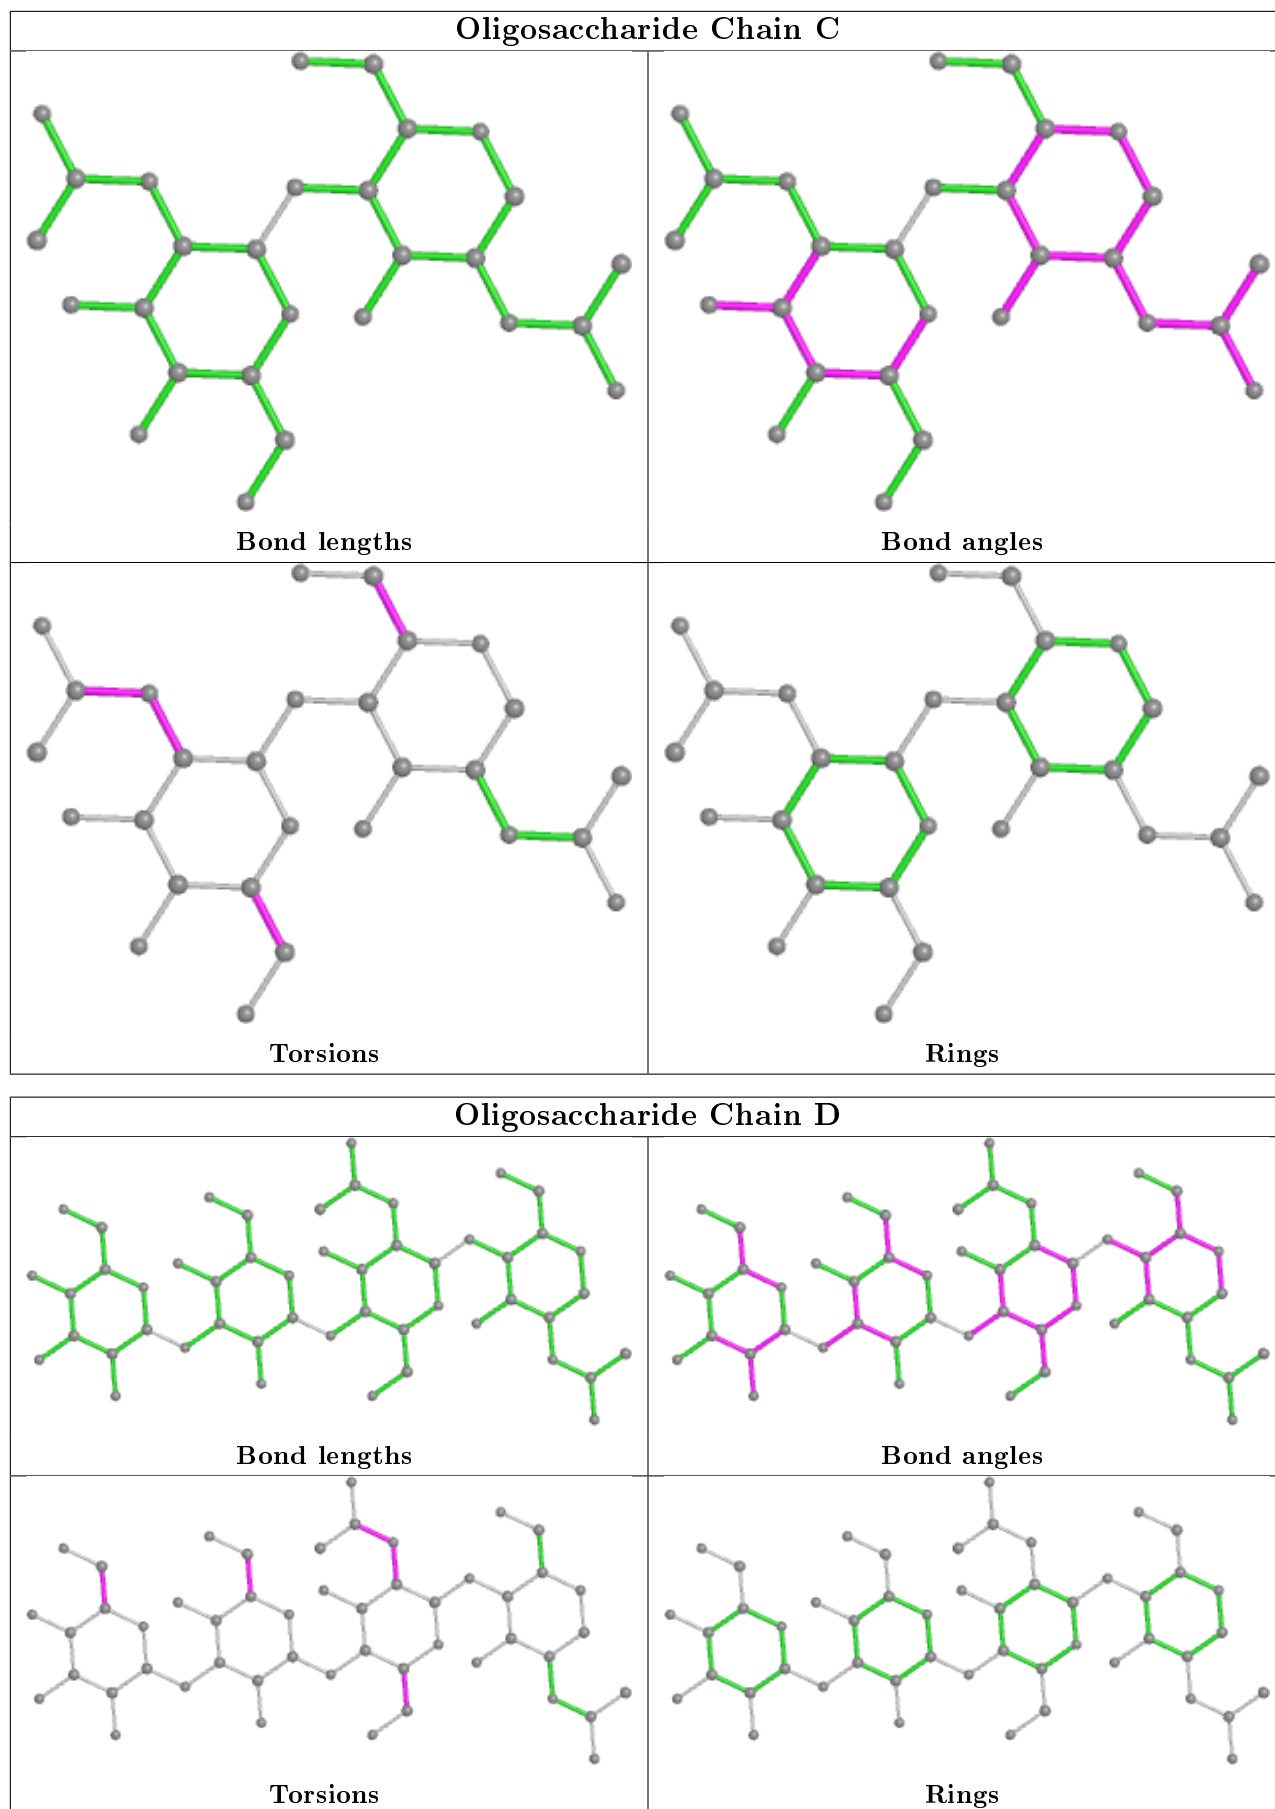 Oligosaccharide Chain C
Bond lengths
Bond angles
Torsions
Rings
Oligosaccharide Chain D
Bond lengths
Bond angles
Torsions
Rings